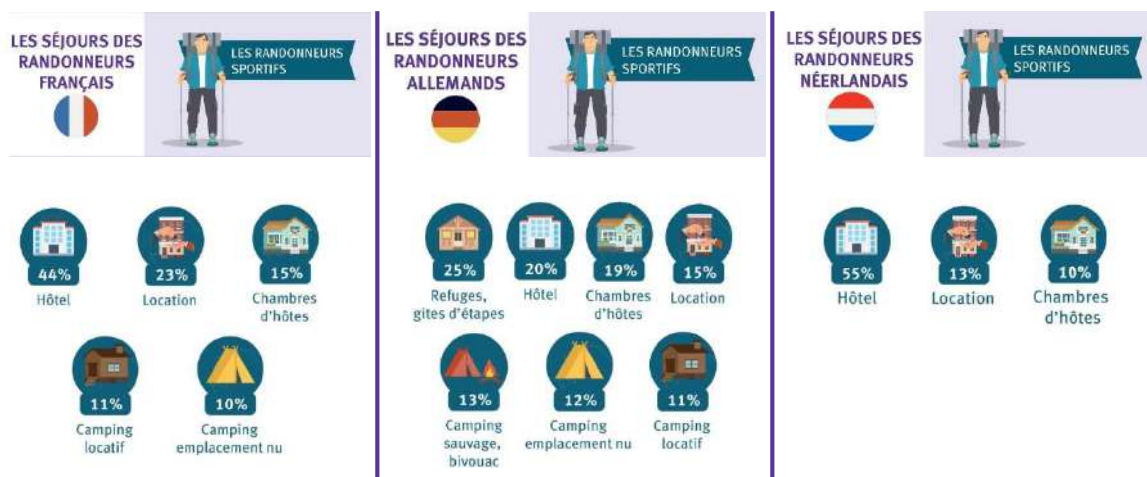 LES SÉJOURS DES
RANDONNEURS
FRANÇAIS
LES RANDONNEURS
SPORTIFS
44%
Hôtel
23%
Location
15%
Chambres
d'hôtes
11%
Camping
locatif
10%
Camping
emplacement nu
LES SÉJOURS DES
RANDONNEURS
ALLEMANDS
LES RANDONNEURS
SPORTIFS
25%
Refuges,
gites d'étapes
20%
Hôtel
19%
Chambres
d'hôtes
15%
Location
13%
Camping
sauvage,
bivouac
12%
Camping
emplacement nu
11%
Camping
locatif
LES SÉJOURS DES
RANDONNEURS
NÉERLANDAIS
LES RANDONNEURS
SPORTIFS
55%
Hôtel
13%
Location
10%
Chambres
d'hôtes